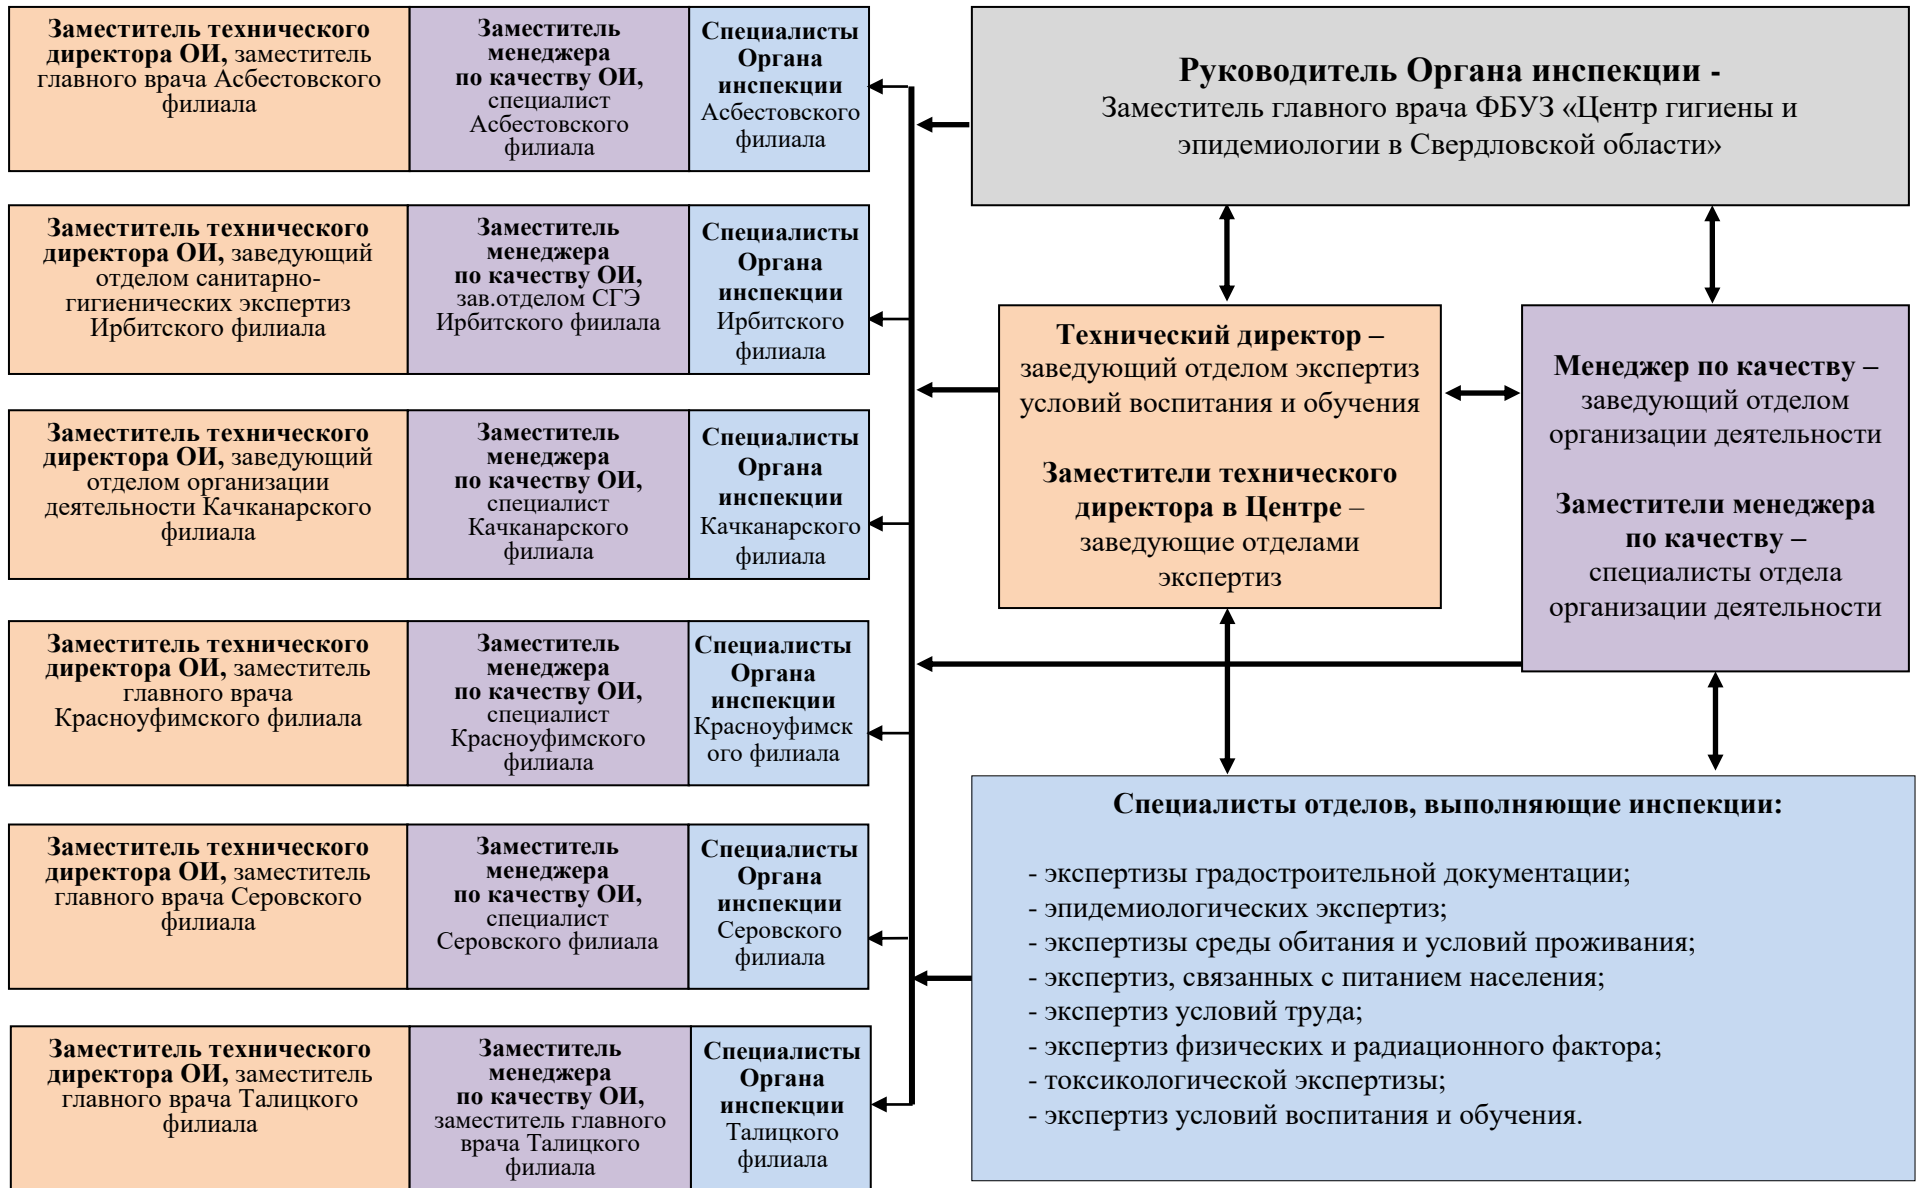 Заместитель технического
директора ОИ, заместитель
главного врача Асбестовского
филиала
Заместитель
менеджера
по качеству ОИ,
специалист
Асбестовского
филиала
Специалисты
Органа
инспекции
Асбестовского
филиала
Руководитель Органа инспекции -
Заместитель главного врача ФБУЗ «Центр гигиены и
эпидемиологии в Свердловской области»
Заместитель технического
директора ОИ, заведующий
отделом санитарно-
гигиенических экспертиз
Ирбитского филиала
Заместитель
менеджера
по качеству ОИ,
зав.отделом СГЭ
Ирбитского фиилала
Специалисты
Органа
инспекции
Ирбитского
филиала
Технический директор –
заведующий отделом экспертиз
условий воспитания и обучения
Заместители технического
директора в Центре –
заведующие отделами
экспертиз
Менеджер по качеству –
заведующий отделом
организации деятельности
Заместители менеджера
по качеству –
специалисты отдела
организации деятельности
Заместитель технического
директора ОИ, заведующий
отделом организации
деятельности Качканарского
филиала
Заместитель
менеджера
по качеству ОИ,
специалист
Качканарского
филиала
Специалисты
Органа
инспекции
Качканарского
филиала
Заместитель технического
директора ОИ, заместитель
главного врача
Красноуфимского филиала
Заместитель
менеджера
по качеству ОИ,
специалист
Красноуфимского
филиала
Специалисты
Органа
инспекции
Красноуфимск
ого филиала
Заместитель технического
директора ОИ, заместитель
главного врача Серовского
филиала
Заместитель
менеджера
по качеству ОИ,
специалист
Серовского филиала
Специалисты
Органа
инспекции
Серовского
филиала
Специалисты отделов, выполняющие инспекции:
- экспертизы градостроительной документации;
- эпидемиологических экспертиз;
- экспертизы среды обитания и условий проживания;
- экспертиз, связанных с питанием населения;
- экспертиз условий труда;
- экспертиз физических и радиационного фактора;
- токсикологической экспертизы;
- экспертиз условий воспитания и обучения.
Заместитель технического
директора ОИ, заместитель
главного врача Талицкого
филиала
Заместитель
менеджера
по качеству ОИ,
заместитель главного
врача Талицкого
филиала
Специалисты
Органа
инспекции
Талицкого
филиала